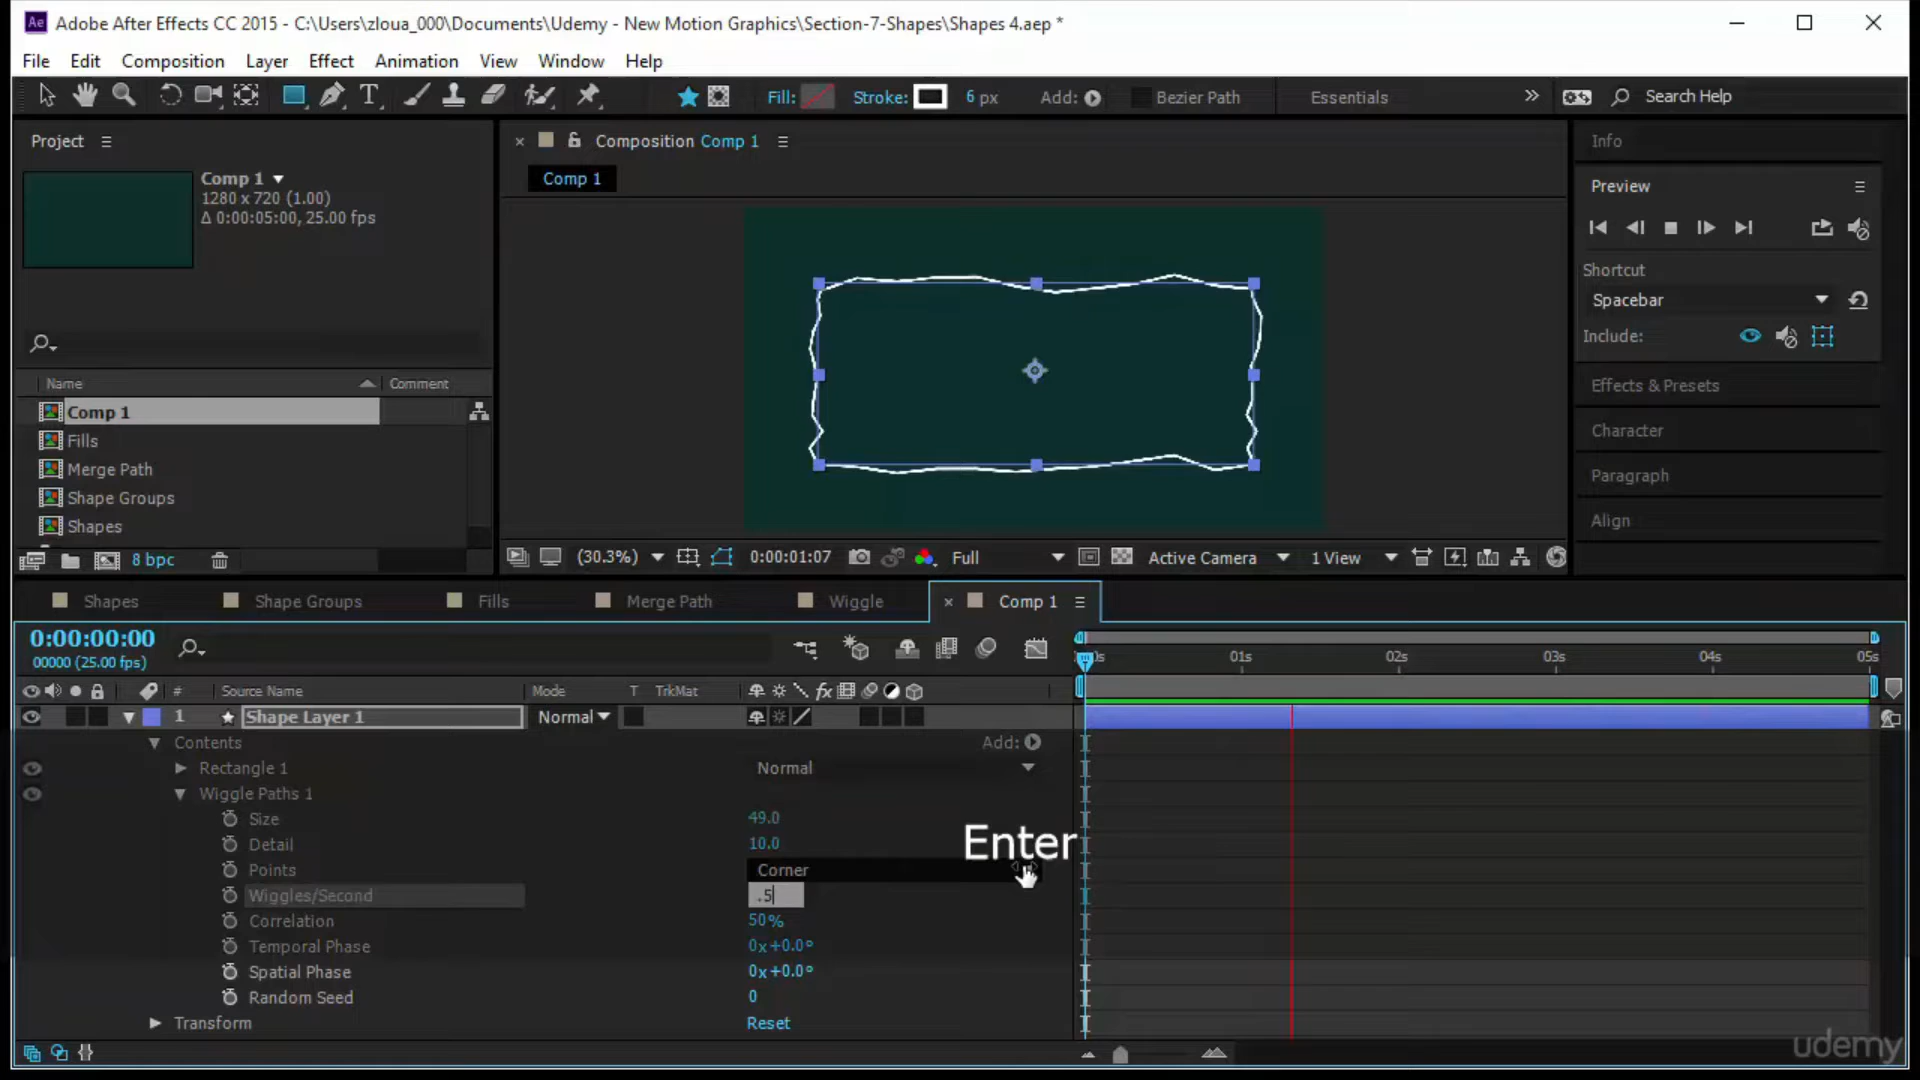 Adobe After Effects CC 2015 - C:\Users\zloua_000\Documents\Udemy - New Motion Graphics\Section-7-Shapes\Shapes 4.aep *
File Edit Composition Layer Effect Animation View Window Help
Fill: Stroke: 6 px Add: Bezier Path Essentials Search Help
Project
Comp 1
1280 x 720 (1.00)
Δ 0:00:05:00, 25.00 fps
Name Comment
Comp 1
Fills
Merge Path
Shape Groups
Shapes
8 bpc
Composition Comp 1
Comp 1
(30.3%) 0:00:01:07 Full Active Camera 1 View
Info
Preview
Shortcut
Spacebar
Include:
Effects & Presets
Character
Paragraph
Align
Shapes Shape Groups Fills Merge Path Wiggle Comp 1
0:00:00:00
00000 (25.00 fps)
0s 01s 02s 03s 04s 05s
# Source Name Mode T TrkMat
1 Shape Layer 1 Normal
Contents Add:
Rectangle 1 Normal
Wiggle Paths 1
Size 49.0
Detail 10.0
Enter
Points Corner
Wiggles/Second .5
Correlation 50%
Temporal Phase 0x+0.0°
Spatial Phase 0x+0.0°
Random Seed 0
Transform Reset
udemy